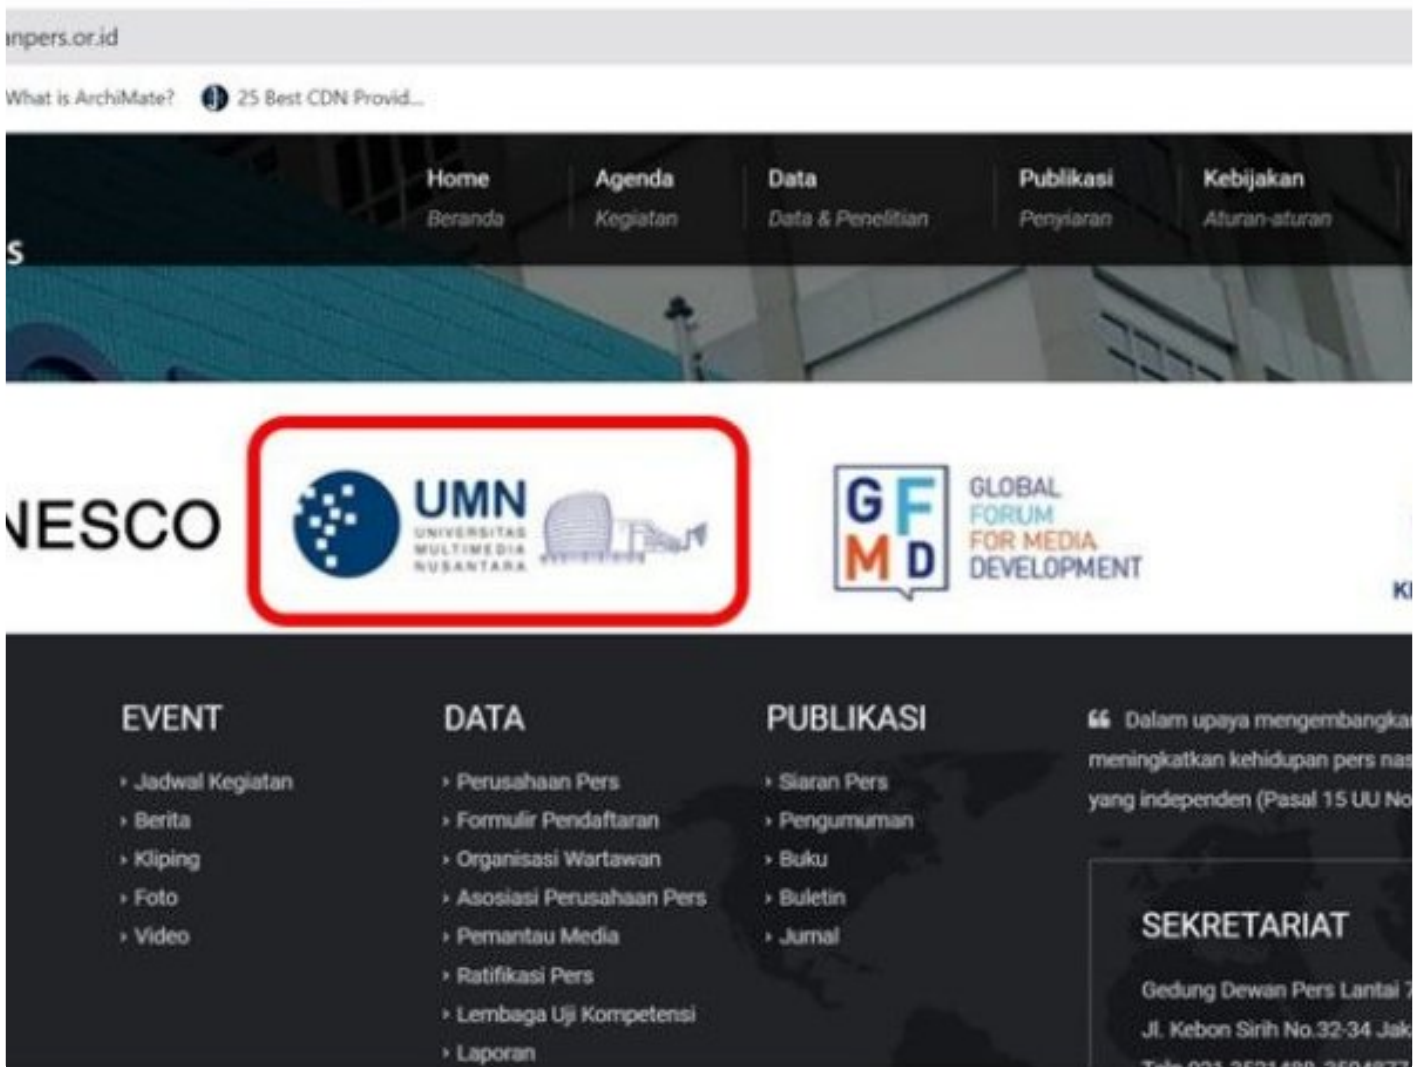 anpers.or.id
What is ArchiMate? 25 Best CDN Provid...
Home Agenda Data Publikasi Kebijakan
Beranda Kegiatan Data & Penelitian Penyiaran Aturan-aturan
s
NESCO
UMN
UNIVERSITAS
MULTIMEDIA
NUSANTARA
GFMD
GLOBAL
FORUM
FOR MEDIA
DEVELOPMENT
EVENT
Jadwal Kegiatan
Berita
Kliping
Foto
Video
DATA
Perusahaan Pers
Formulir Pendaftaran
Organisasi Wartawan
Asosiasi Perusahaan Pers
Pemantau Media
Ratifikasi Pers
Lembaga Uji Kompetensi
Laporan
PUBLIKASI
Siaran Pers
Pengumuman
Buku
Buletin
Jurnal
Dalam upaya mengembangka
meningkatkan kehidupan pers nas
yang independen (Pasal 15 UU No
SEKRETARIAT
Gedung Dewan Pers Lantai 7
Jl. Kebon Sirih No.32-34 Jak